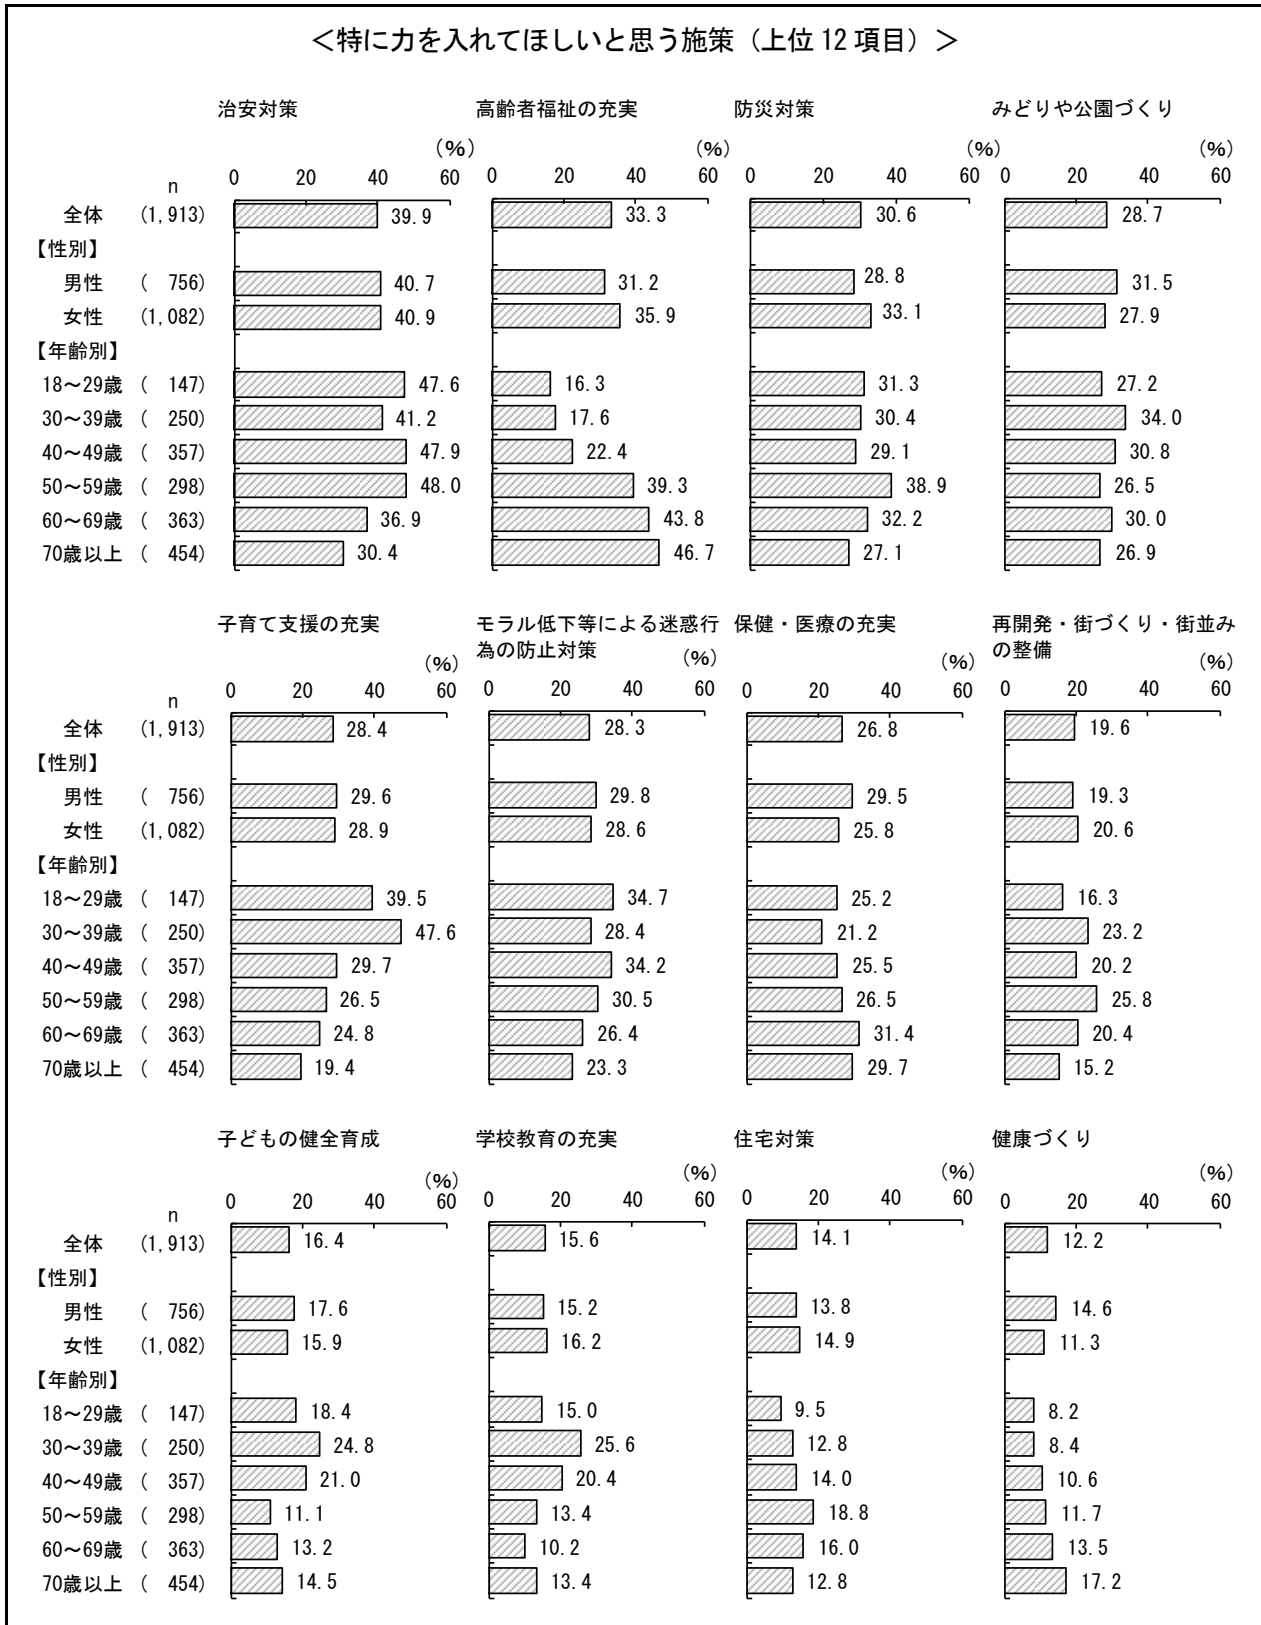 ＜特に力を入れてほしいと思う施策（上位12項目）＞
治安対策 高齢者福祉の充実 防災対策 みどりや公園づくり
(%) (%) (%) (%)
n 0 20 40 60 0 20 40 60 0 20 40 60 0 20 40 60
全体 (1,913) 39.9 33.3 30.6 28.7
【性別】
男性 ( 756) 40.7 31.2 28.8 31.5
女性 (1,082) 40.9 35.9 33.1 27.9
【年齢別】
18～29歳 ( 147) 47.6 16.3 31.3 27.2
30～39歳 ( 250) 41.2 17.6 30.4 34.0
40～49歳 ( 357) 47.9 22.4 29.1 30.8
50～59歳 ( 298) 48.0 39.3 38.9 26.5
60～69歳 ( 363) 36.9 43.8 32.2 30.0
70歳以上 ( 454) 30.4 46.7 27.1 26.9
子育て支援の充実 モラル低下等による迷惑行為の防止対策 保健・医療の充実 再開発・街づくり・街並みの整備
(%) (%) (%) (%)
n 0 20 40 60 0 20 40 60 0 20 40 60 0 20 40 60
全体 (1,913) 28.4 28.3 26.8 19.6
【性別】
男性 ( 756) 29.6 29.8 29.5 19.3
女性 (1,082) 28.9 28.6 25.8 20.6
【年齢別】
18～29歳 ( 147) 39.5 34.7 25.2 16.3
30～39歳 ( 250) 47.6 28.4 21.2 23.2
40～49歳 ( 357) 29.7 34.2 25.5 20.2
50～59歳 ( 298) 26.5 30.5 26.5 25.8
60～69歳 ( 363) 24.8 26.4 31.4 20.4
70歳以上 ( 454) 19.4 23.3 29.7 15.2
子どもの健全育成 学校教育の充実 住宅対策 健康づくり
(%) (%) (%) (%)
n 0 20 40 60 0 20 40 60 0 20 40 60 0 20 40 60
全体 (1,913) 16.4 15.6 14.1 12.2
【性別】
男性 ( 756) 17.6 15.2 13.8 14.6
女性 (1,082) 15.9 16.2 14.9 11.3
【年齢別】
18～29歳 ( 147) 18.4 15.0 9.5 8.2
30～39歳 ( 250) 24.8 25.6 12.8 8.4
40～49歳 ( 357) 21.0 20.4 14.0 10.6
50～59歳 ( 298) 11.1 13.4 18.8 11.7
60～69歳 ( 363) 13.2 10.2 16.0 13.5
70歳以上 ( 454) 14.5 13.4 12.8 17.2